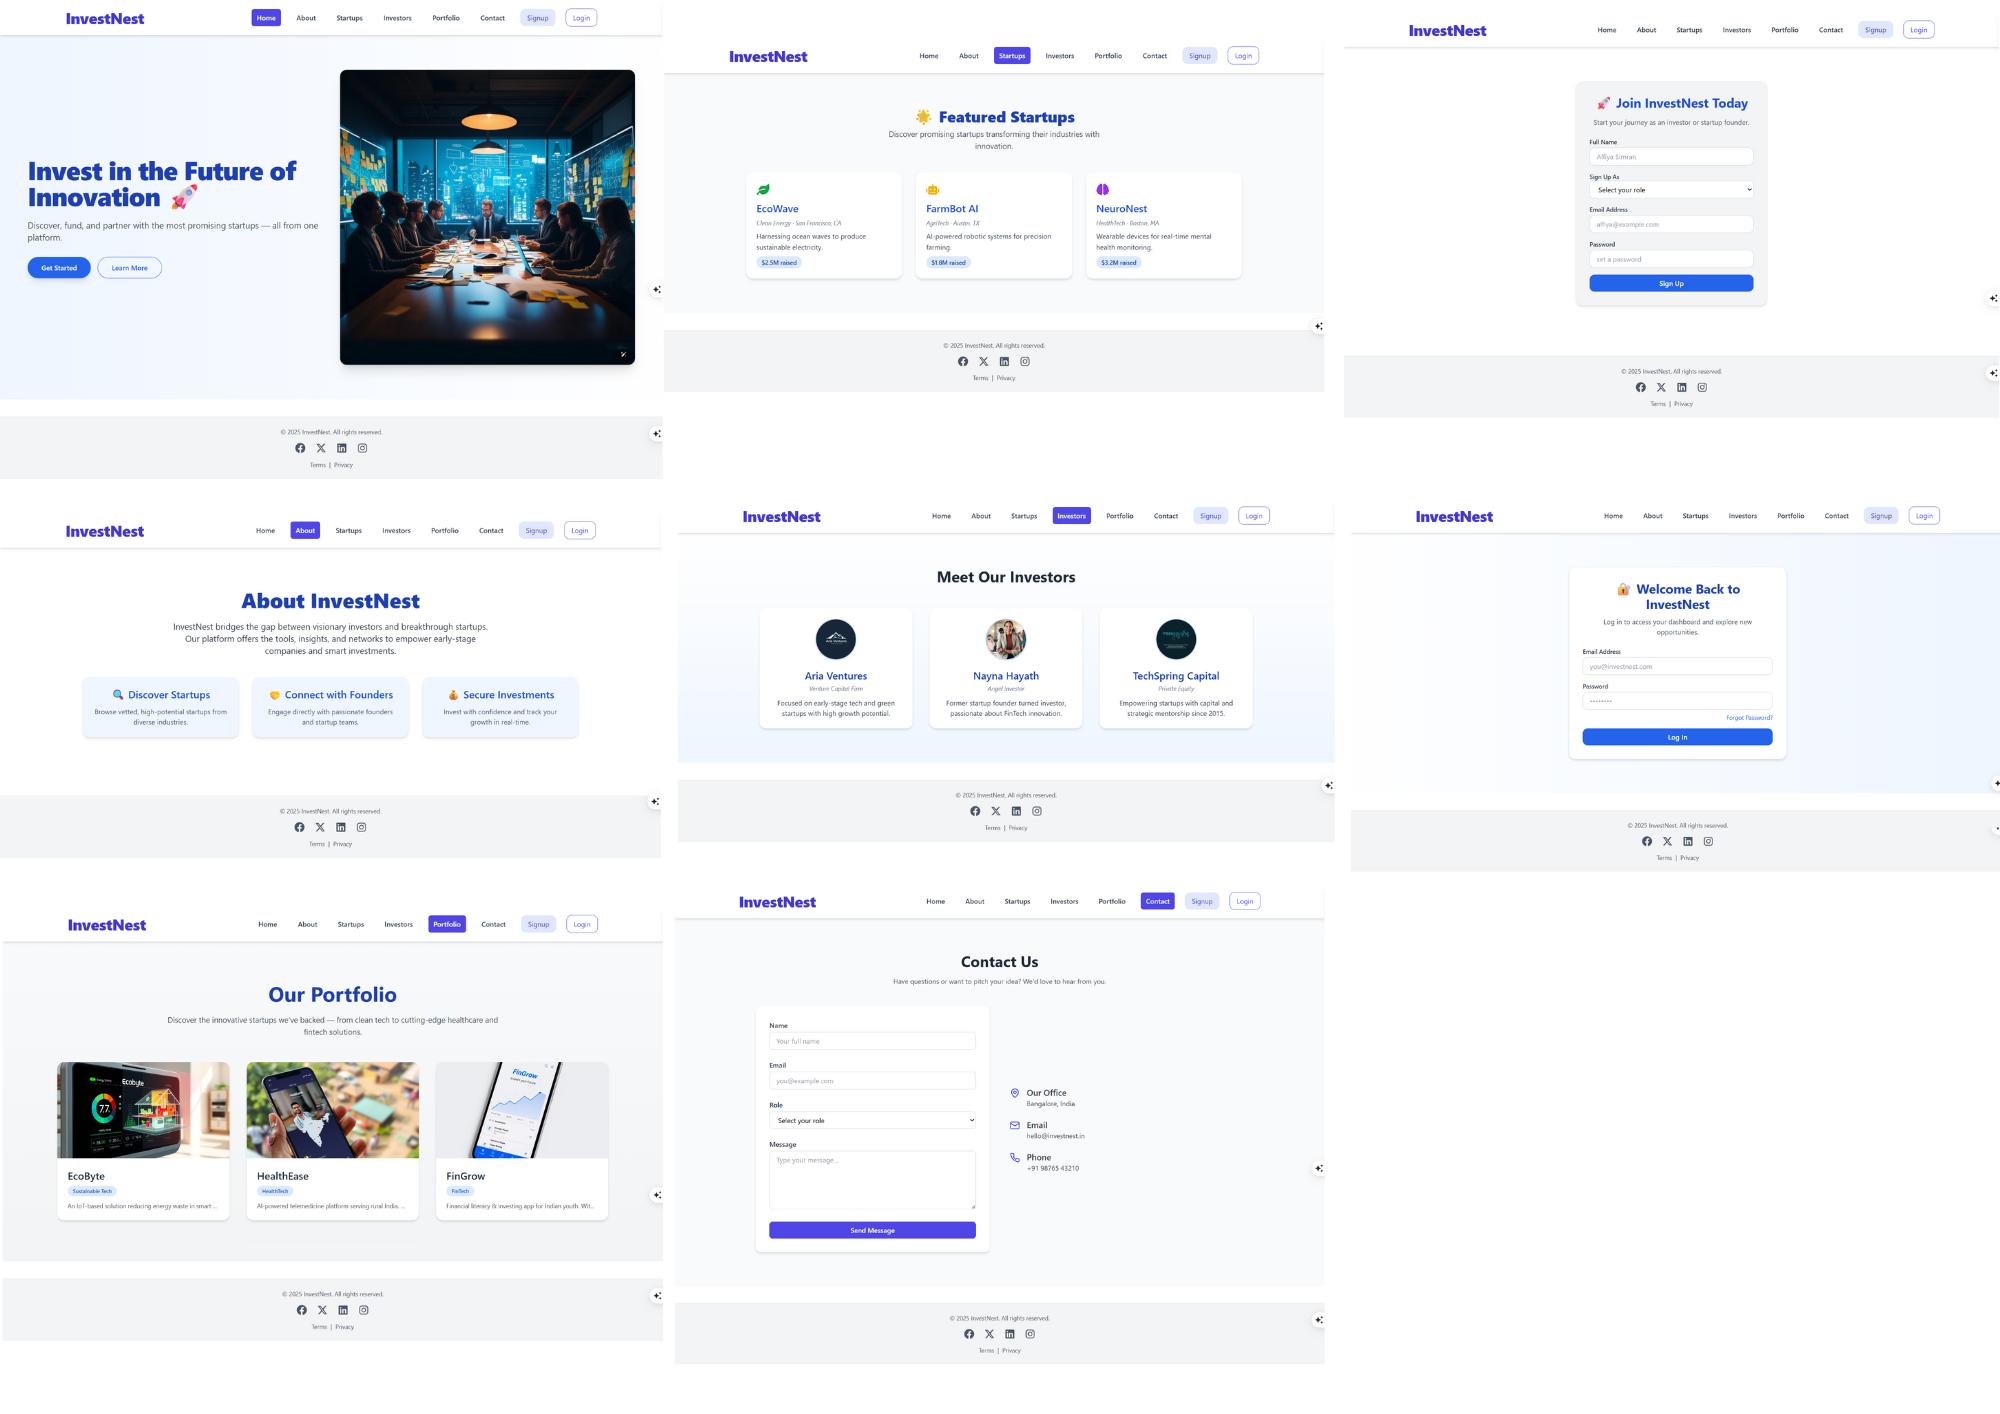 InvestNest
Home About Startups Investors Portfolio Contact Signup Login
Invest in the Future of
Innovation 🚀
Discover, fund, and partner with the most promising startups — all from one
platform.
Get Started Learn More
© 2025 InvestNest. All rights reserved.
Terms | Privacy
InvestNest
Home About Startups Investors Portfolio Contact Signup Login
🌟 Featured Startups
Discover promising startups transforming their industries with
innovation.
EcoWave
Clean Energy · San Francisco, CA
Harnessing ocean waves to produce
sustainable electricity.
$2.5M raised
FarmBot AI
AgriTech · Austin, TX
AI-powered robotic systems for precision
farming.
$1.8M raised
NeuroNest
HealthTech · Boston, MA
Wearable devices for real-time mental
health monitoring.
$3.2M raised
© 2025 InvestNest. All rights reserved.
Terms | Privacy
InvestNest
Home About Startups Investors Portfolio Contact Signup Login
🚀 Join InvestNest Today
Start your journey as an investor or startup founder.
Full Name
Alfiya Simran
Sign Up As
Select your role
Email Address
alfiya@example.com
Password
set a password
Sign Up
© 2025 InvestNest. All rights reserved.
Terms | Privacy
InvestNest
Home About Startups Investors Portfolio Contact Signup Login
About InvestNest
InvestNest bridges the gap between visionary investors and breakthrough startups.
Our platform offers the tools, insights, and networks to empower early-stage
companies and smart investments.
🔍 Discover Startups
Browse vetted, high-potential startups from
diverse industries.
🤝 Connect with Founders
Engage directly with passionate founders
and startup teams.
💰 Secure Investments
Invest with confidence and track your
growth in real-time.
© 2025 InvestNest. All rights reserved.
Terms | Privacy
InvestNest
Home About Startups Investors Portfolio Contact Signup Login
Meet Our Investors
Aria Ventures
Aria Ventures
Venture Capital Firm
Focused on early-stage tech and green
startups with high growth potential.
Nayna Hayath
Angel Investor
Former startup founder turned investor,
passionate about FinTech innovation.
TechSpring Capital
Private Equity
Empowering startups with capital and
strategic mentorship since 2015.
© 2025 InvestNest. All rights reserved.
Terms | Privacy
InvestNest
Home About Startups Investors Portfolio Contact Signup Login
🔐 Welcome Back to
InvestNest
Log in to access your dashboard and explore new
opportunities.
Email Address
you@investnest.com
Password
••••••••
Forgot Password?
Log In
© 2025 InvestNest. All rights reserved.
Terms | Privacy
InvestNest
Home About Startups Investors Portfolio Contact Signup Login
Our Portfolio
Discover the innovative startups we've backed — from clean tech to cutting-edge healthcare and
fintech solutions.
Ecobyte
77.
EcoByte
Sustainable Tech
An IoT-based solution reducing energy waste in smart ...
HealthEase
HealthTech
AI-powered telemedicine platform serving rural India. ...
FinGrow
FinGrow
FinTech
Financial literacy & investing app for Indian youth. Wit...
© 2025 InvestNest. All rights reserved.
Terms | Privacy
InvestNest
Home About Startups Investors Portfolio Contact Signup Login
Contact Us
Have questions or want to pitch your idea? We'd love to hear from you.
Name
Your full name
Email
you@example.com
Role
Select your role
Message
Type your message...
Send Message
Our Office
Bangalore, India
Email
hello@investnest.in
Phone
+91 98765 43210
© 2025 InvestNest. All rights reserved.
Terms | Privacy